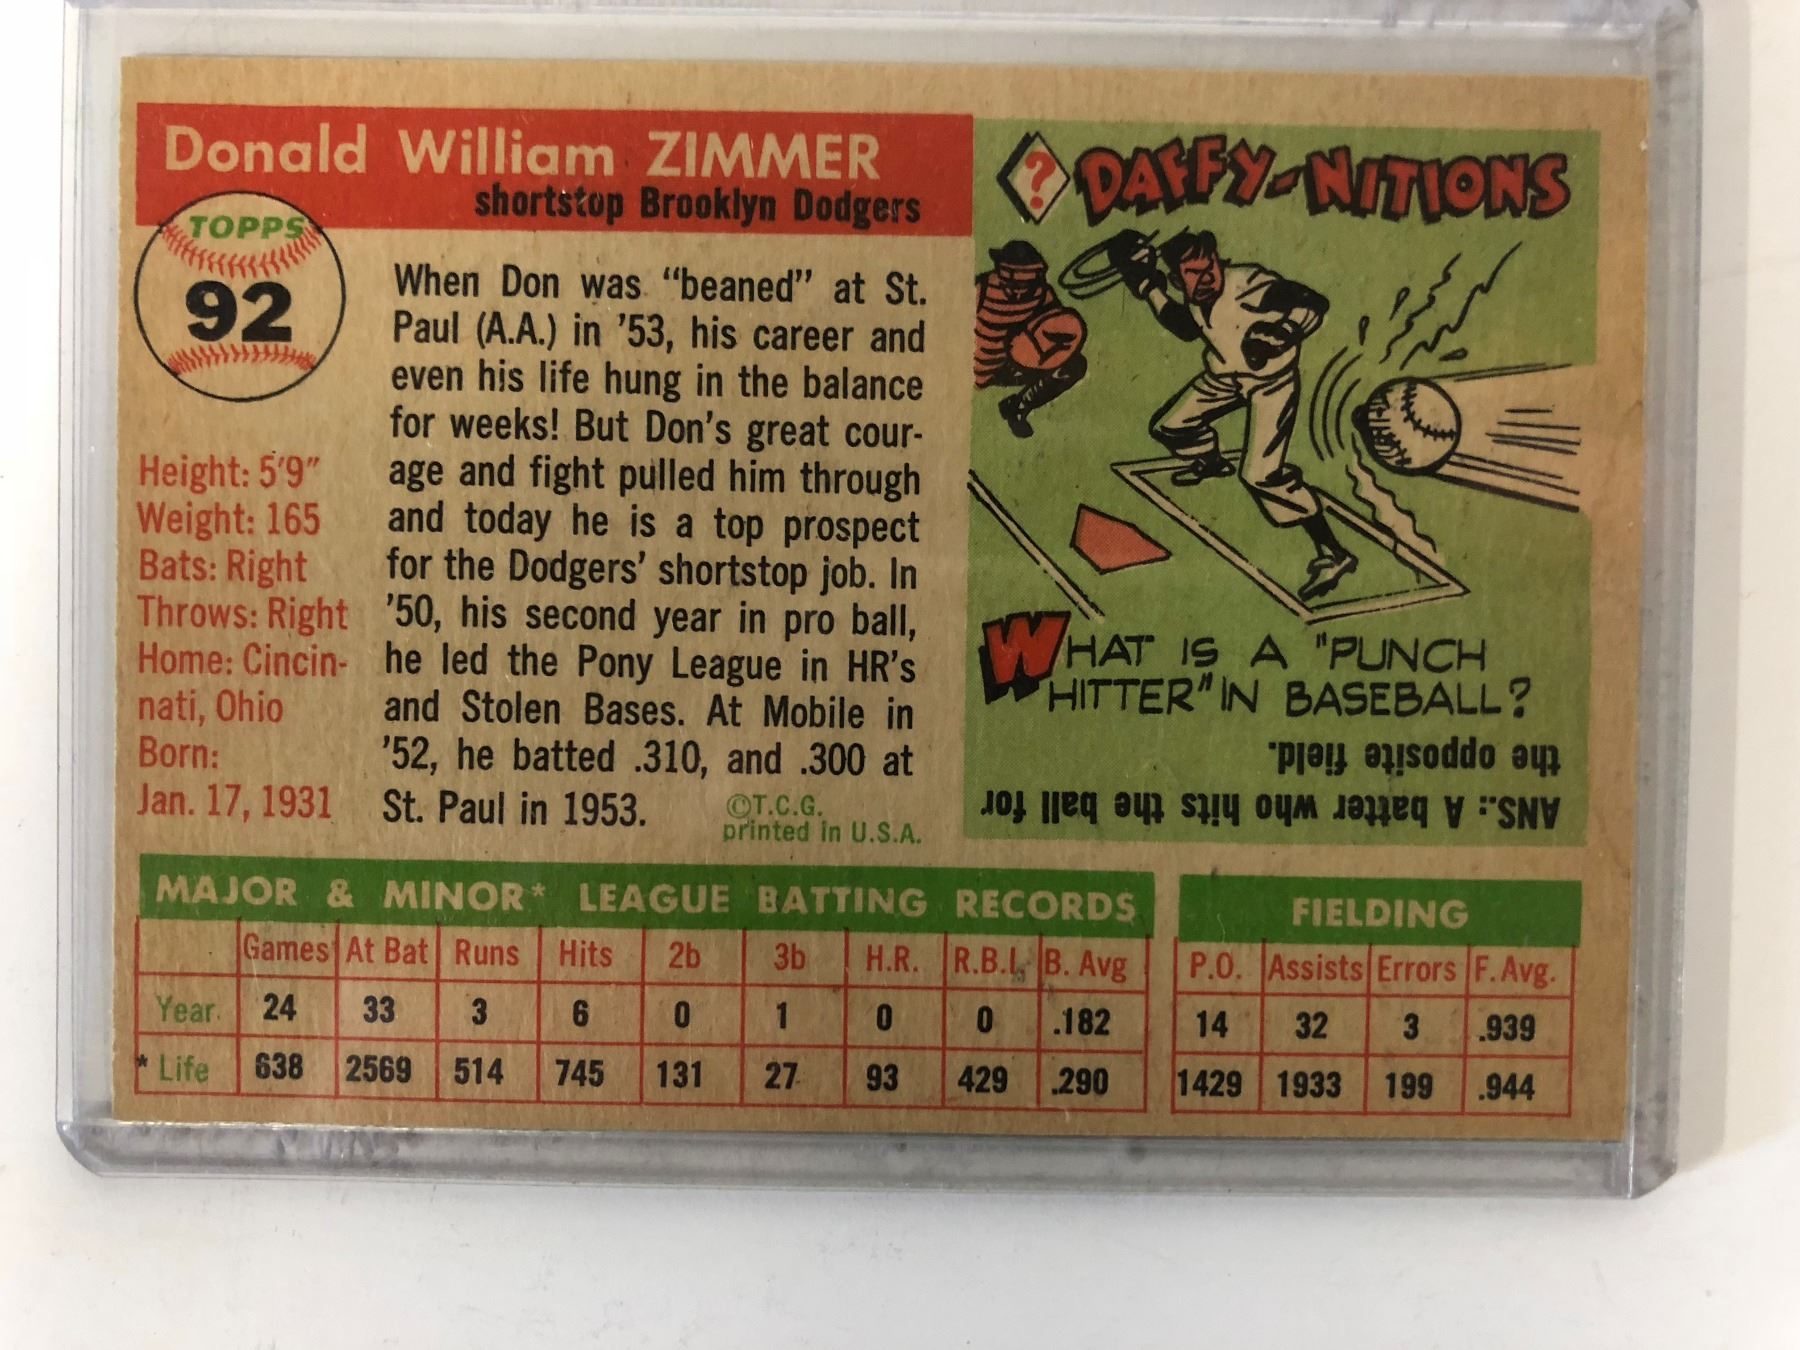 Donald William ZIMMER
shortstop Brooklyn Dodgers
TOPPS
92
Height: 5'9"
Weight: 165
Bats: Right
Throws: Right
Home: Cincin-
nati, Ohio
Born:
Jan. 17, 1931
When Don was "beaned" at St.
Paul (A.A.) in '53, his career and
even his life hung in the balance
for weeks! But Don's great cour-
age and fight pulled him through
and today he is a top prospect
for the Dodgers' shortstop job. In
'50, his second year in pro ball,
he led the Pony League in HR's
and Stolen Bases. At Mobile in
'52, he batted .310, and .300 at
St. Paul in 1953.
©T.C.G.
printed in U.S.A.
? DAFFY-NITIONS
WHAT IS A "PUNCH
HITTER" IN BASEBALL?
ANS.: A batter who hits the ball for
the opposite field.
MAJOR & MINOR* LEAGUE BATTING RECORDS
Games At Bat Runs Hits 2b 3b H.R. R.B.I. B. Avg
Year 24 33 3 6 0 1 0 0 .182
* Life 638 2569 514 745 131 27 93 429 .290
FIELDING
P.O. Assists Errors F. Avg.
14 32 3 .939
1429 1933 199 .944